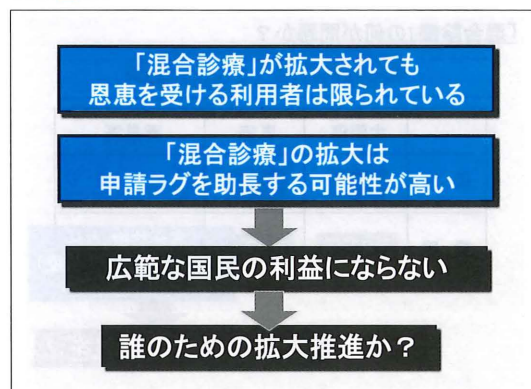 「混合診療」が拡大されても
恩恵を受ける利用者は限られている
「混合診療」の拡大は
申請ラグを助長する可能性が高い
広範な国民の利益にならない
誰のための拡大推進か？